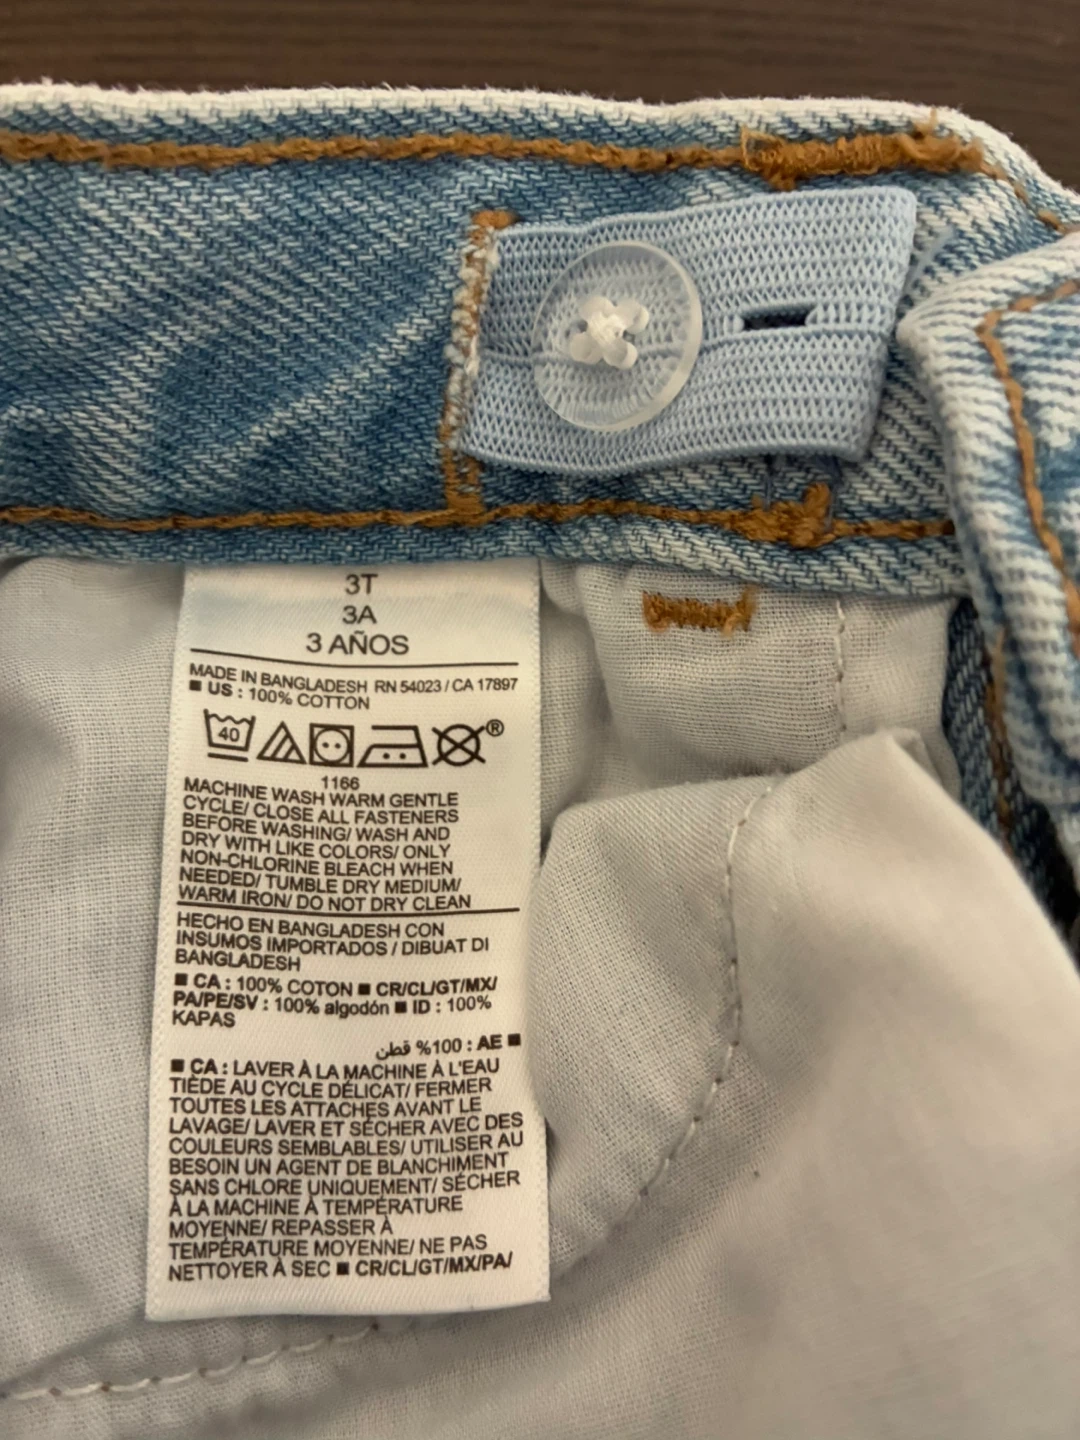 3T
3A
3 AÑOS
MADE IN BANGLADESH RN 54023 / CA 17897
■ US : 100% COTTON
40 ®
1166
MACHINE WASH WARM GENTLE
CYCLE/ CLOSE ALL FASTENERS
BEFORE WASHING/ WASH AND
DRY WITH LIKE COLORS/ ONLY
NON-CHLORINE BLEACH WHEN
NEEDED/ TUMBLE DRY MEDIUM/
WARM IRON/ DO NOT DRY CLEAN
HECHO EN BANGLADESH CON
INSUMOS IMPORTADOS / DIBUAT DI
BANGLADESH
■ CA : 100% COTON ■ CR/CL/GT/MX/
PA/PE/SV : 100% algodón ■ ID : 100%
KAPAS
■ AE : 100% قطن
■ CA : LAVER À LA MACHINE À L'EAU
TIÈDE AU CYCLE DÉLICAT/ FERMER
TOUTES LES ATTACHES AVANT LE
LAVAGE/ LAVER ET SÉCHER AVEC DES
COULEURS SEMBLABLES/ UTILISER AU
BESOIN UN AGENT DE BLANCHIMENT
SANS CHLORE UNIQUEMENT/ SÉCHER
À LA MACHINE À TEMPÉRATURE
MOYENNE/ REPASSER À
TEMPÉRATURE MOYENNE/ NE PAS
NETTOYER À SEC ■ CR/CL/GT/MX/PA/